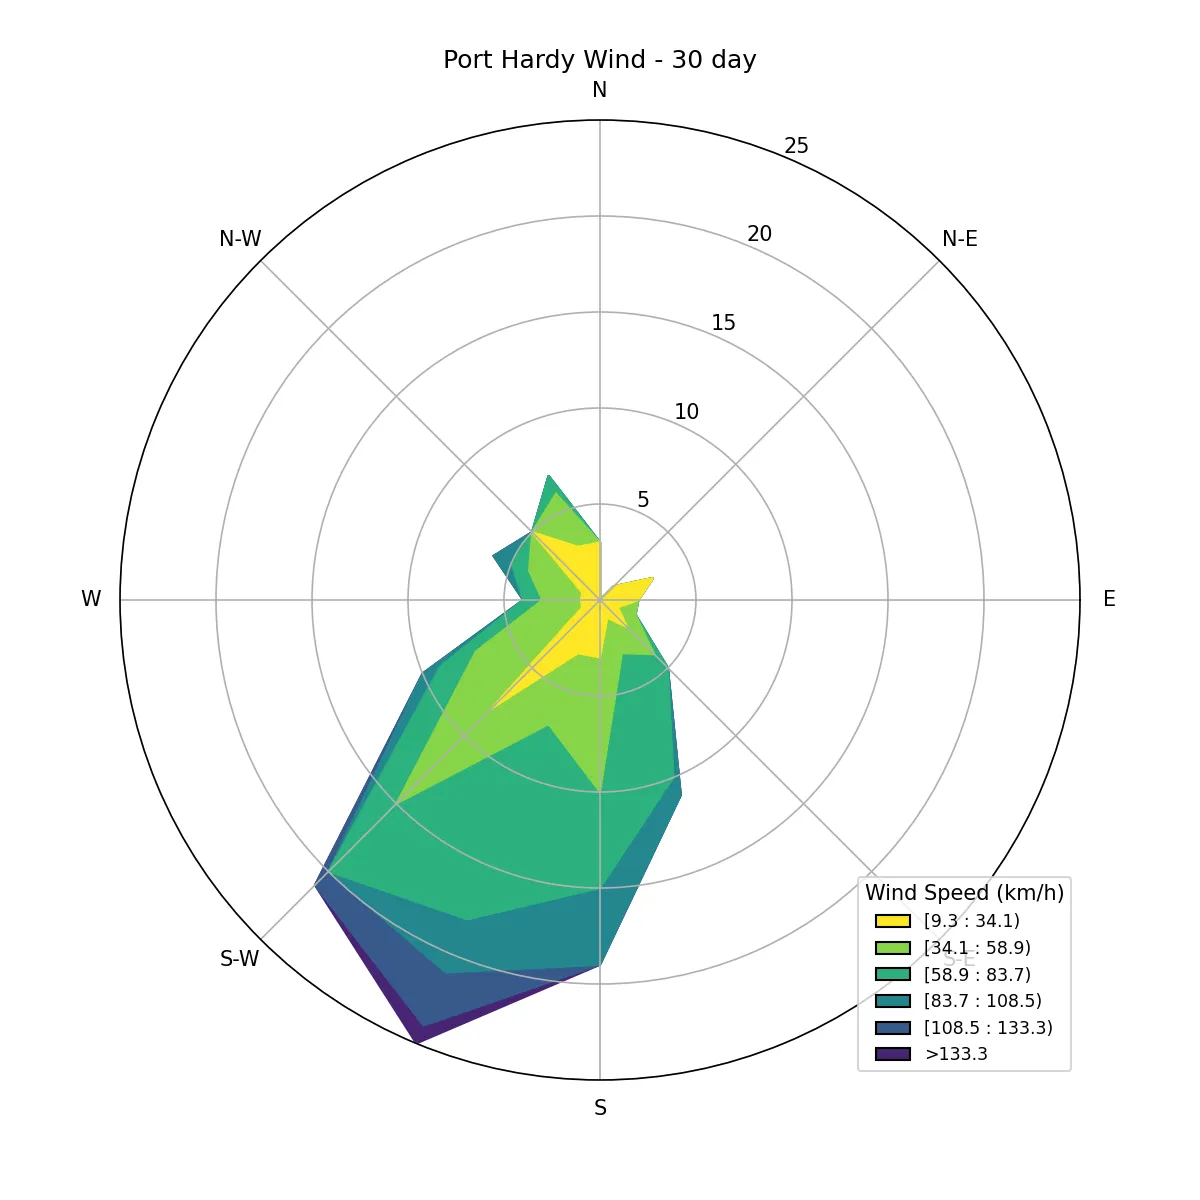 Port Hardy Wind - 30 day
N
25
N-W
20
N-E
15
10
5
W
E
S-W
S-E
S
Wind Speed (km/h)
[9.3 : 34.1)
[34.1 : 58.9)
[58.9 : 83.7)
[83.7 : 108.5)
[108.5 : 133.3)
>133.3